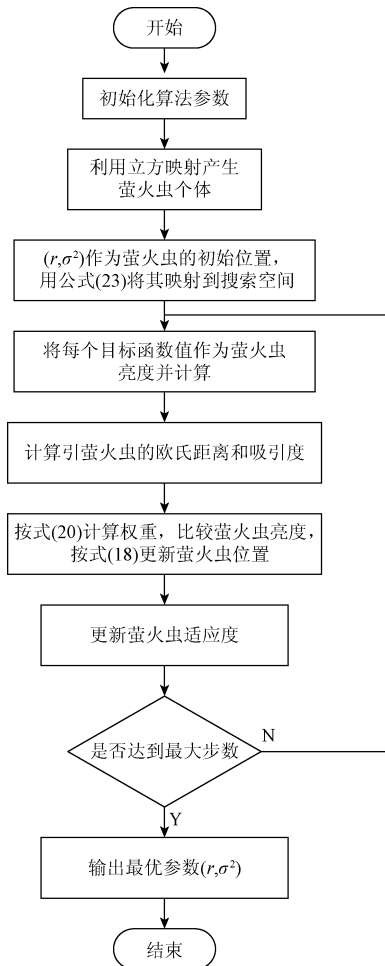 开始
初始化算法参数
利用立方映射产生
萤火虫个体
(r,σ²)作为萤火虫的初始位置，
用公式(23)将其映射到搜索空间
将每个目标函数值作为萤火虫
亮度并计算
计算引萤火虫的欧氏距离和吸引度
按式(20)计算权重，比较萤火虫亮度，
按式(18)更新萤火虫位置
更新萤火虫适应度
是否达到最大步数
N
Y
输出最优参数(r,σ²)
结束